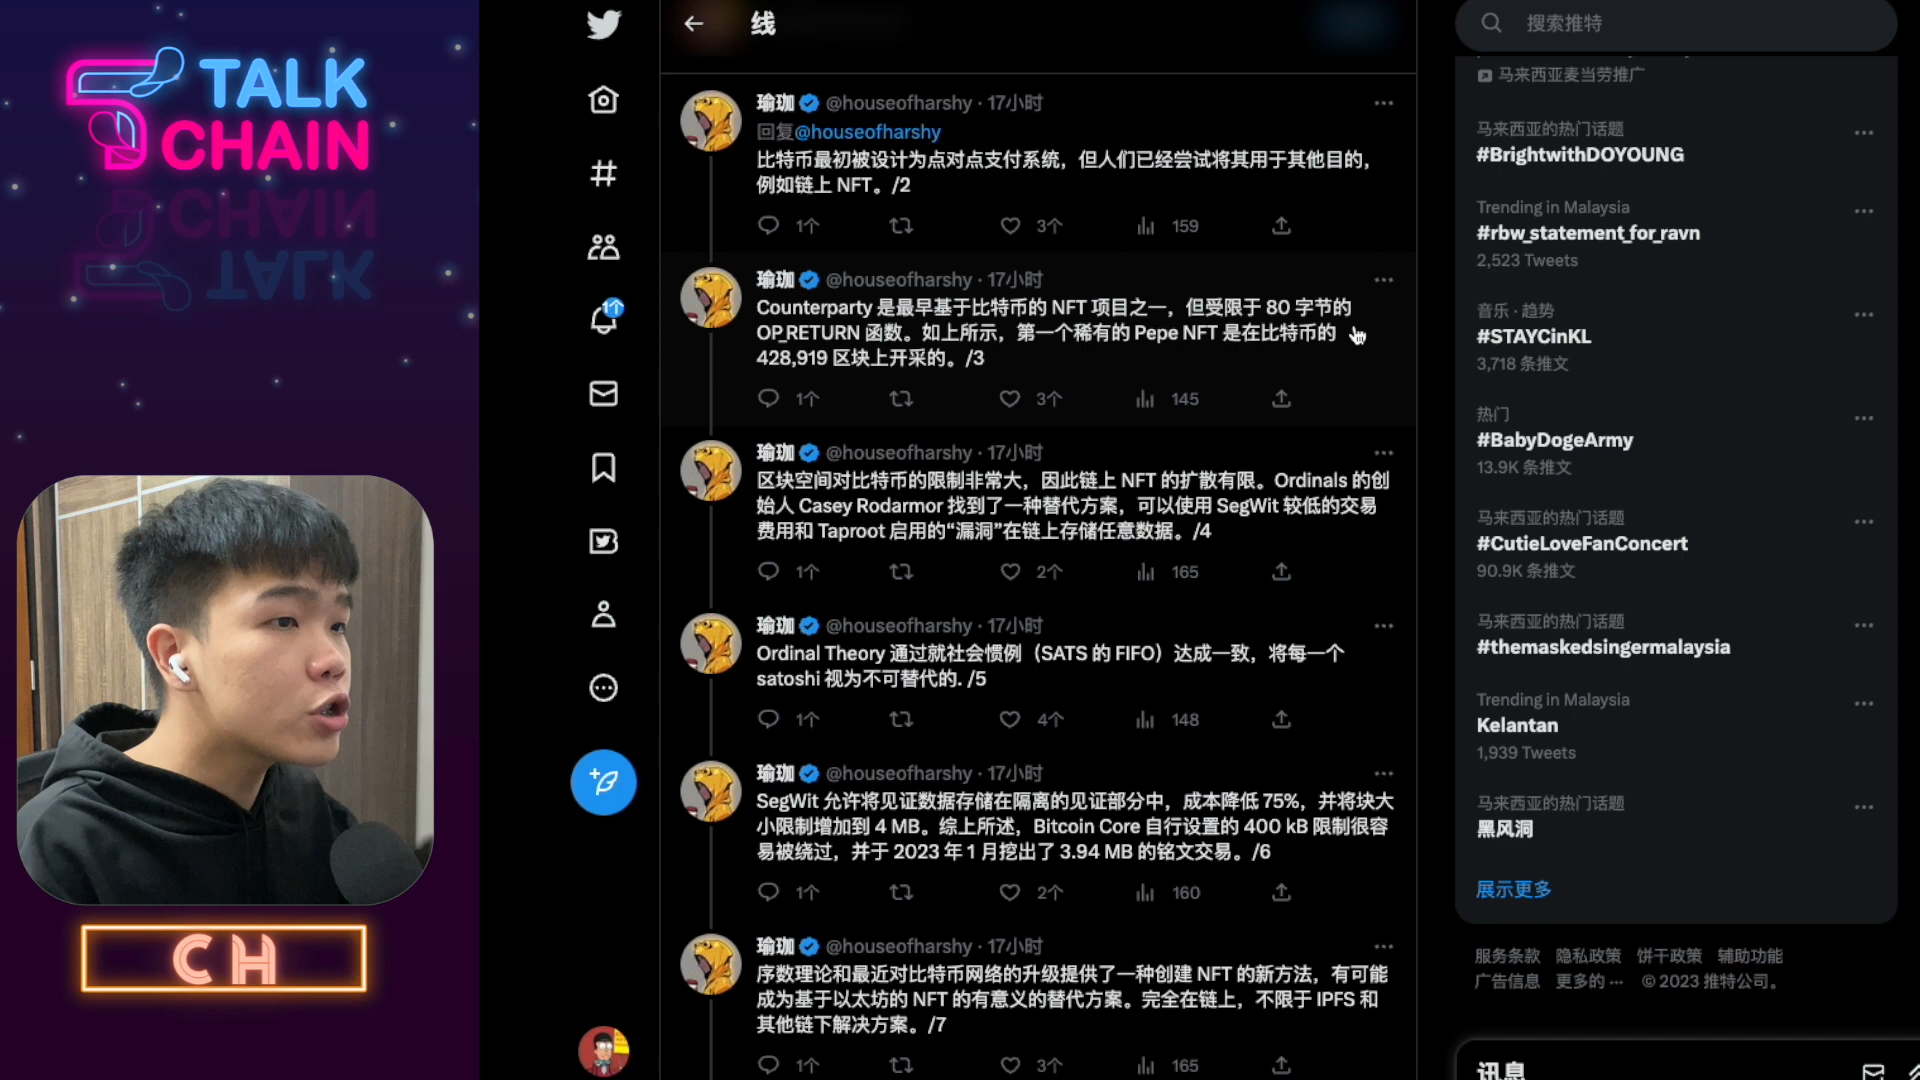 TALK
CHAIN
CH
线
瑜珈 @houseofharshy · 17小时
回复@houseofharshy
比特币最初被设计为点对点支付系统，但人们已经尝试将其用于其他目的，
例如链上 NFT。/2
1个 3个 159
瑜珈 @houseofharshy · 17小时
Counterparty 是最早基于比特币的 NFT 项目之一，但受限于 80 字节的
OP_RETURN 函数。如上所示，第一个稀有的 Pepe NFT 是在比特币的
428,919 区块上开采的。/3
1个 3个 145
瑜珈 @houseofharshy · 17小时
区块空间对比特币的限制非常大，因此链上 NFT 的扩散有限。Ordinals 的创
始人 Casey Rodarmor 找到了一种替代方案，可以使用 SegWit 较低的交易
费用和 Taproot 启用的“漏洞”在链上存储任意数据。/4
1个 2个 165
瑜珈 @houseofharshy · 17小时
Ordinal Theory 通过就社会惯例（SATS 的 FIFO）达成一致，将每一个
satoshi 视为不可替代的. /5
1个 4个 148
瑜珈 @houseofharshy · 17小时
SegWit 允许将见证数据存储在隔离的见证部分中，成本降低 75%，并将块大
小限制增加到 4 MB。综上所述，Bitcoin Core 自行设置的 400 kB 限制很容
易被绕过，并于 2023 年 1 月挖出了 3.94 MB 的铭文交易。/6
1个 2个 160
瑜珈 @houseofharshy · 17小时
序数理论和最近对比特币网络的升级提供了一种创建 NFT 的新方法，有可能
成为基于以太坊的 NFT 的有意义的替代方案。完全在链上，不限于 IPFS 和
其他链下解决方案。/7
1个 3个 165
搜索推特
马来西亚麦当劳推广
马来西亚的热门话题
#BrightwithDOYOUNG
Trending in Malaysia
#rbw_statement_for_ravn
2,523 Tweets
音乐 · 趋势
#STAYCinKL
3,718 条推文
热门
#BabyDogeArmy
13.9K 条推文
马来西亚的热门话题
#CutieLoveFanConcert
90.9K 条推文
马来西亚的热门话题
#themaskedsingermalaysia
Trending in Malaysia
Kelantan
1,939 Tweets
马来西亚的热门话题
黑风洞
展示更多
服务条款 隐私政策 饼干政策 辅助功能
广告信息 更多的 ··· © 2023 推特公司。
讯息